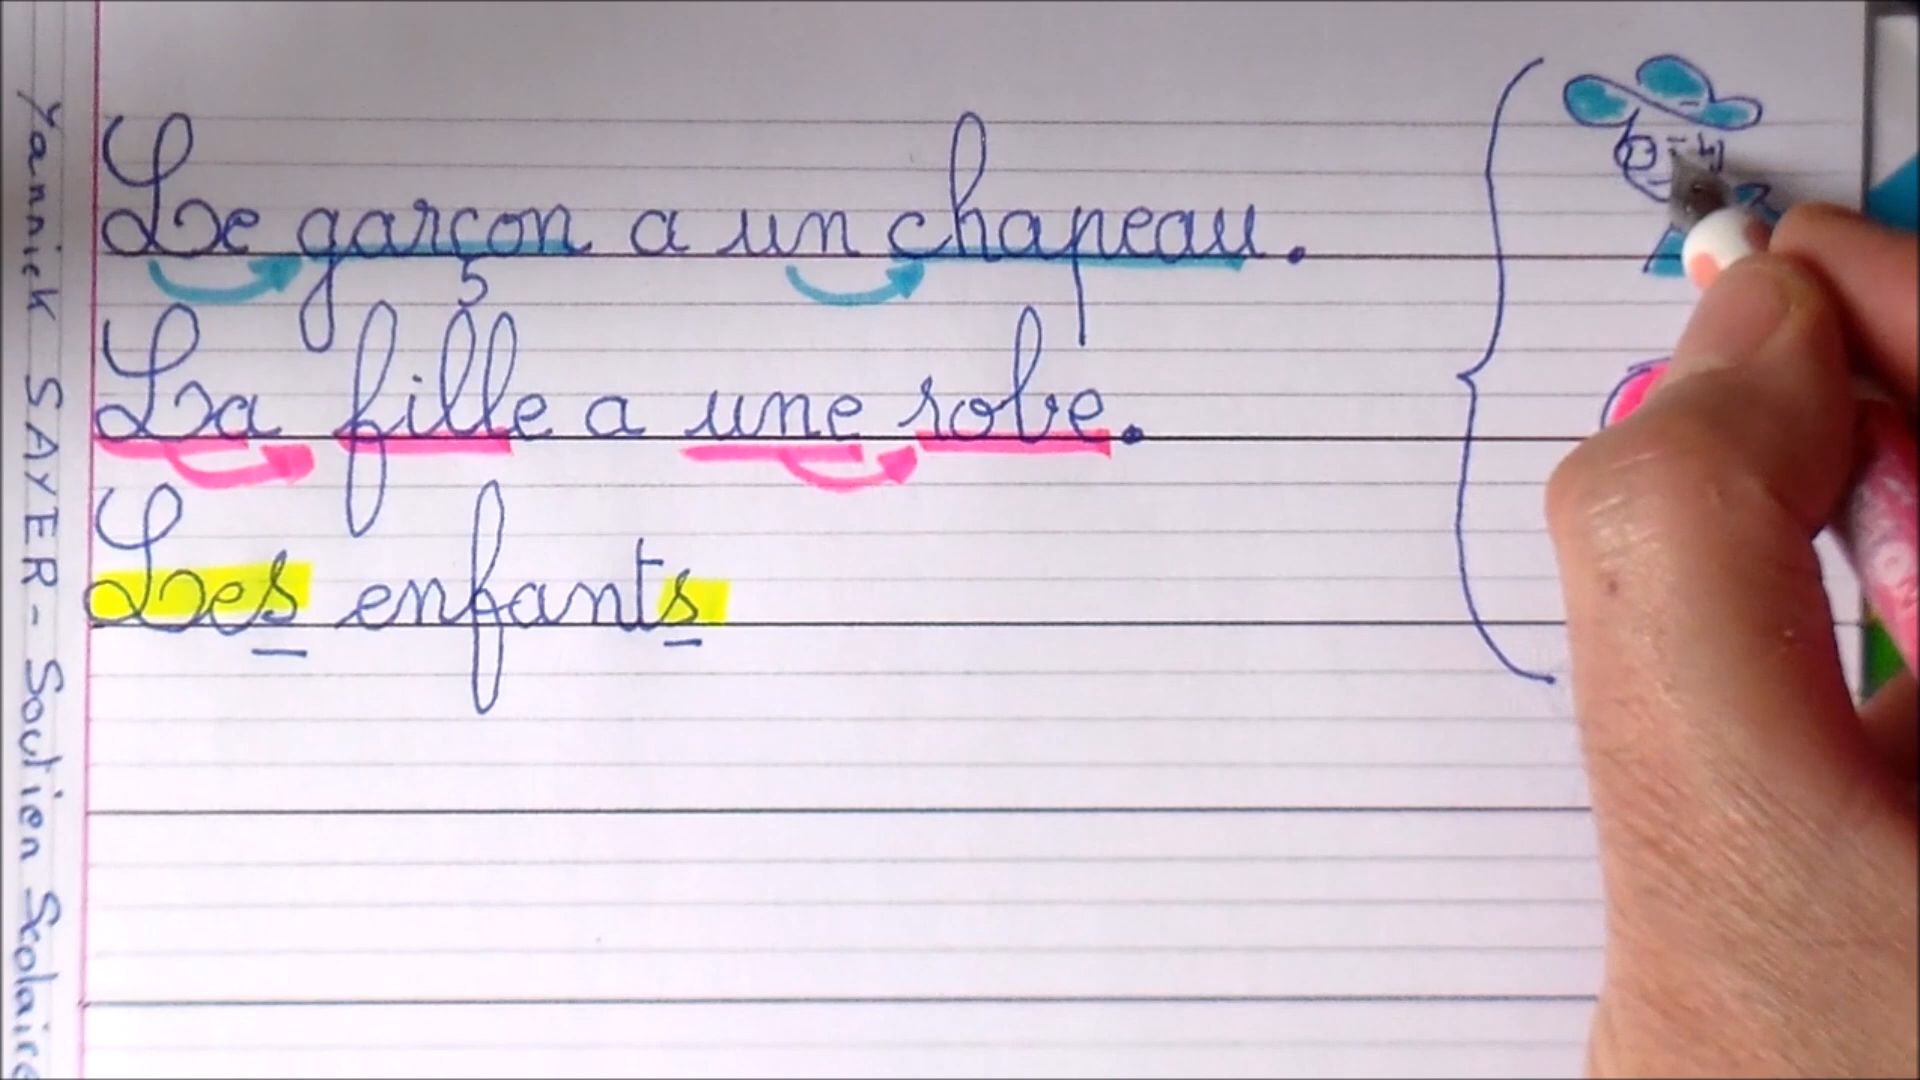 Le garçon a un chapeau.
La fille a une robe.
Les enfants
Yannick SAYER - Soutien Scolaire